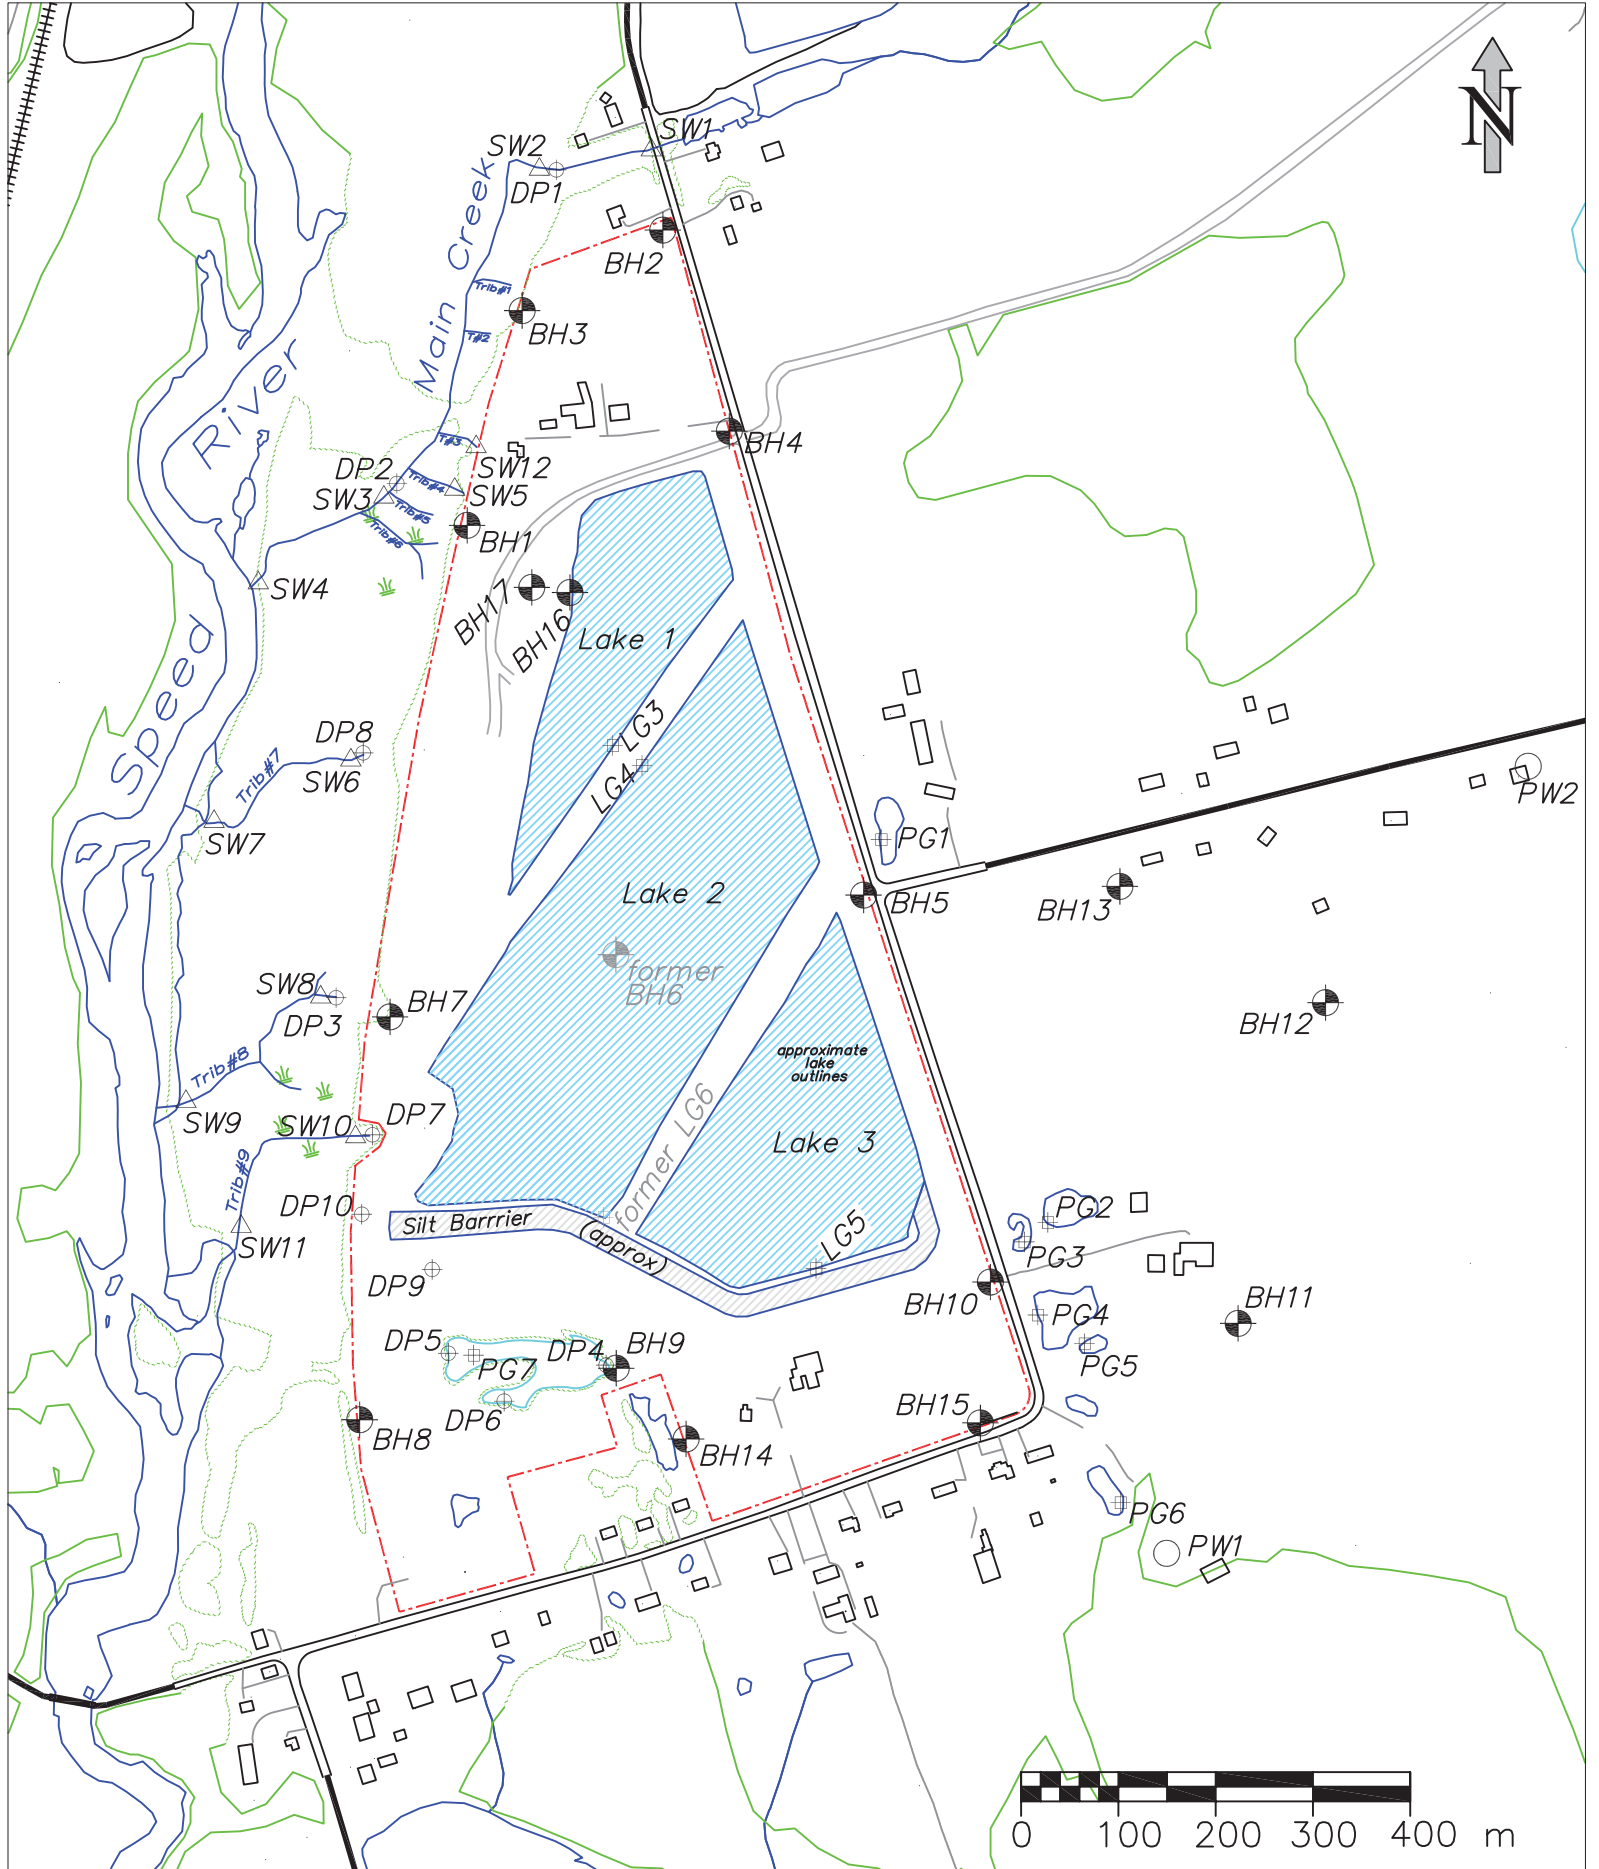 N
SW1
SW2
DP1
Main Creek
BH2
Trib#1
BH3
T#2
River
T#3
BH4
SW12
DP2
Trib#4
SW5
SW3
Trib#5
Trib#6
BH1
SW4
BH17
BH16
Lake 1
Speed
LG3
DP8
LG4
SW6
Trib#7
PW2
SW7
PG1
Lake 2
BH5
BH13
former
BH6
SW8
BH7
DP3
BH12
approximate
lake
outlines
Trib#8
SW9
DP7
SW10
former LG6
Lake 3
Trib#9
DP10
PG2
Silt Barrrier
(approx)
SW11
LG5
PG3
DP9
BH10
BH11
PG4
DP5
PG7
DP4
BH9
PG5
DP6
BH15
BH8
BH14
PG6
PW1
0 100 200 300 400 m